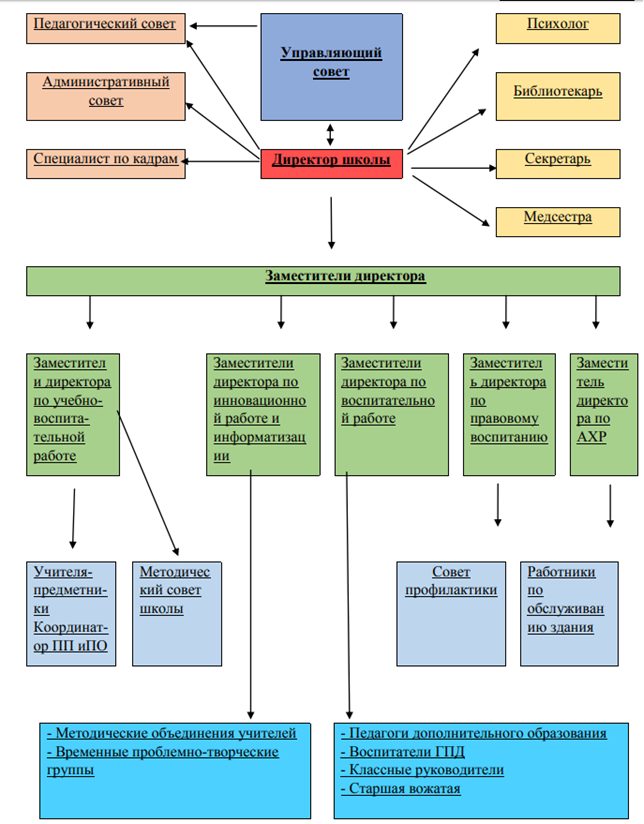 Педагогический совет
Управляющий
совет
Психолог
Административный
совет
Библиотекарь
Специалист по кадрам
Директор школы
Секретарь
Медсестра
Заместители директора
Заместител
и директора
по учебно-
воспита-
тельной
работе
Заместители
директора по
инновационно
й работе и
информатизац
ии
Заместители
директора по
воспитательно
й работе
Заместител
ь директора
по
правовому
воспитанию
Замести
тель
директо
ра по
АХР
Учителя-
предметни-
ки
Координат-
ор ПП иПО
Методичес
кий совет
школы
Совет
профилактики
Работники
по
обслуживан
ию здания
- Методические объединения учителей
- Временные проблемно-творческие
группы
- Педагоги дополнительного образования
- Воспитатели ГПД
- Классные руководители
- Старшая вожатая